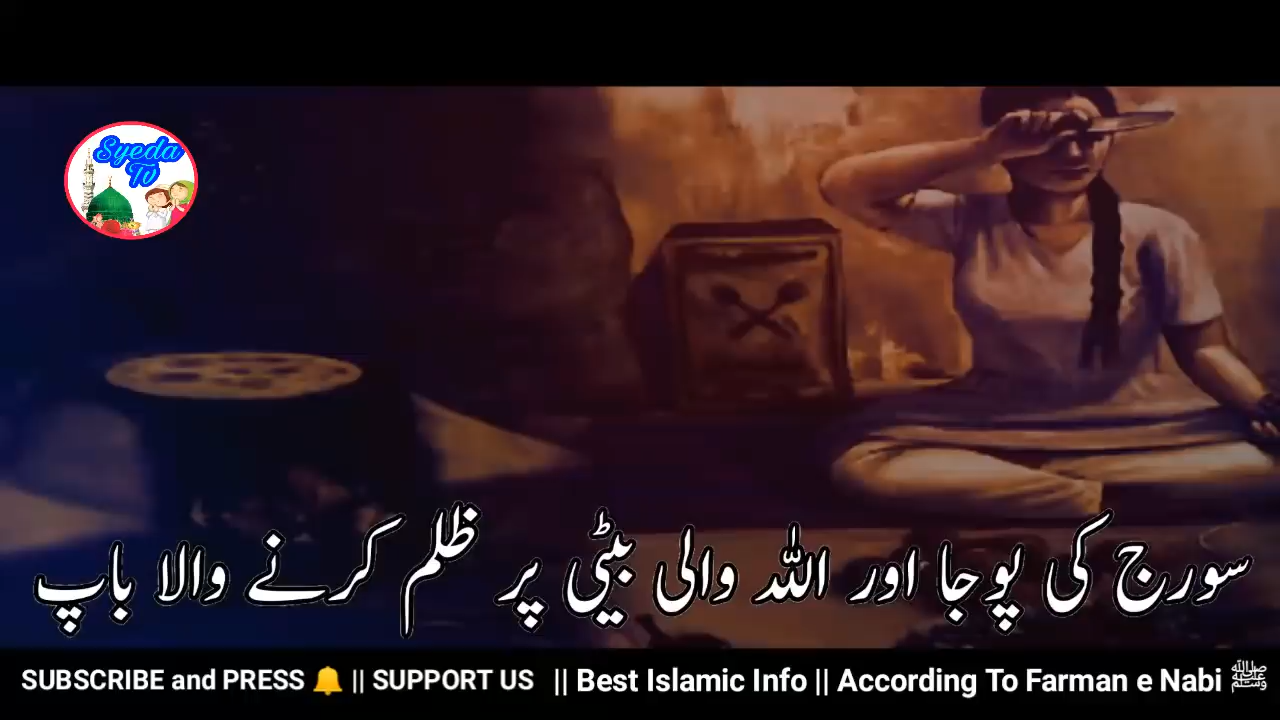 Syeda
Tv
سورج کی پوجا اور اللہ والی بیٹی پر ظلم کرنے والا باپ
SUBSCRIBE and PRESS 🔔 || SUPPORT US || Best Islamic Info || According To Farman e Nabi ﷺ